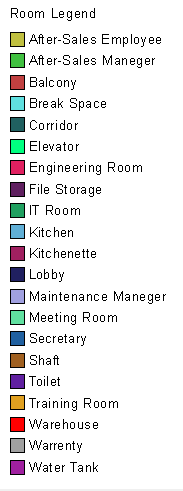 Room Legend
After-Sales Employee
After-Sales Maneger
Balcony
Break Space
Corridor
Elevator
Engineering Room
File Storage
IT Room
Kitchen
Kitchenette
Lobby
Maintenance Maneger
Meeting Room
Secretary
Shaft
Toilet
Training Room
Warehouse
Warrenty
Water Tank